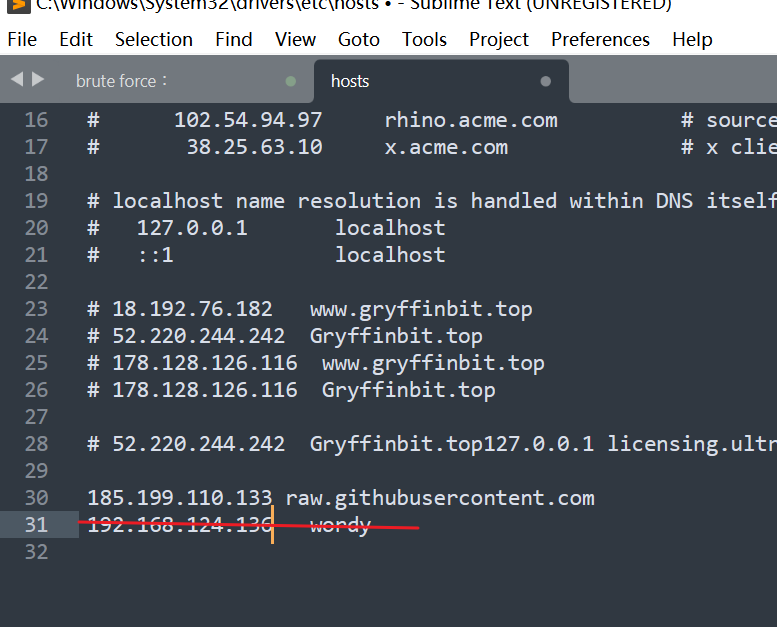 C:\Windows\System32\drivers\etc\hosts • - Sublime Text (UNREGISTERED)
File Edit Selection Find View Goto Tools Project Preferences Help
brute force： hosts
16 # 102.54.94.97 rhino.acme.com # source
17 # 38.25.63.10 x.acme.com # x clie
18
19 # localhost name resolution is handled within DNS itself
20 # 127.0.0.1 localhost
21 # ::1 localhost
22
23 # 18.192.76.182 www.gryffinbit.top
24 # 52.220.244.242 Gryffinbit.top
25 # 178.128.126.116 www.gryffinbit.top
26 # 178.128.126.116 Gryffinbit.top
27
28 # 52.220.244.242 Gryffinbit.top127.0.0.1 licensing.ultr
29
30 185.199.110.133 raw.githubusercontent.com
31 192.168.124.136 wordy
32